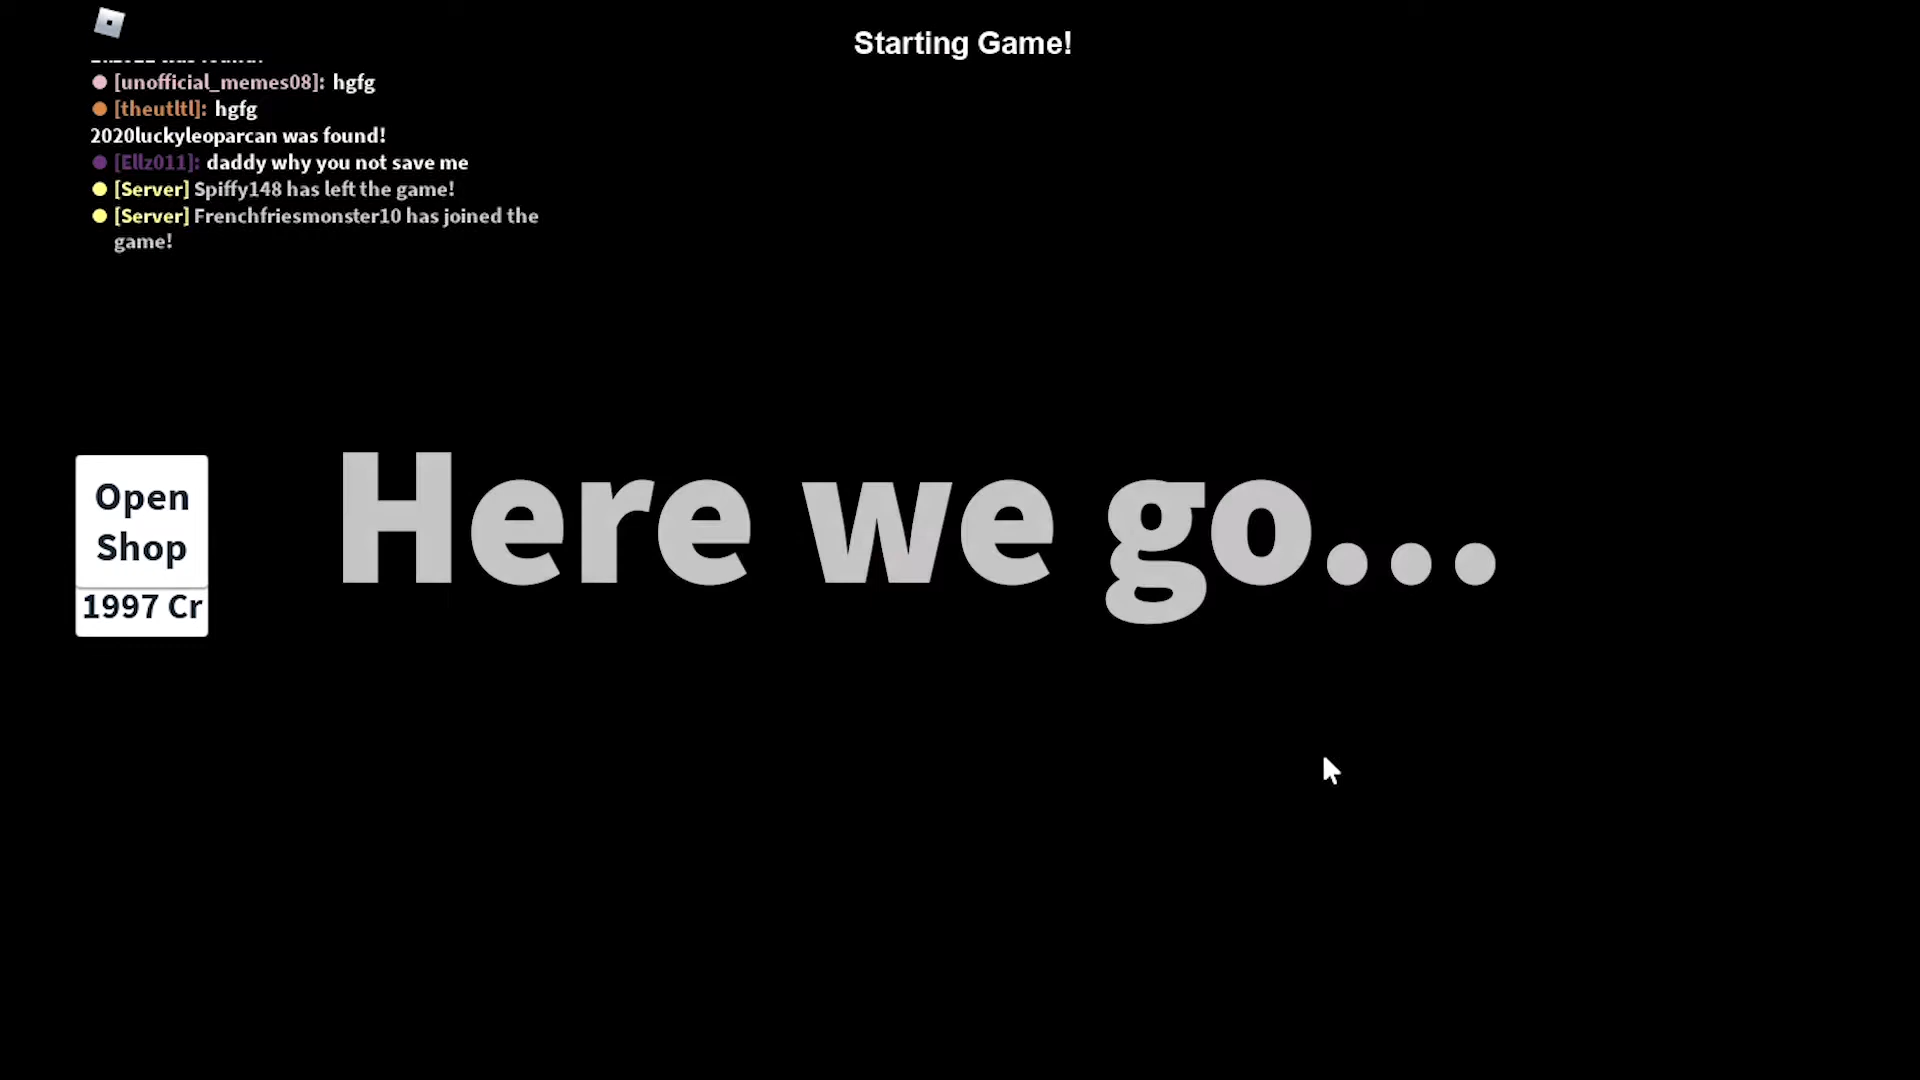 Starting Game!
[unofficial_memes08]: hgfg
[theutltl]: hgfg
2020luckyleoparcan was found!
[Ellz011]: daddy why you not save me
[Server] Spiffy148 has left the game!
[Server] Frenchfriesmonster10 has joined the
game!
Open
Shop
1997 Cr
Here we go...